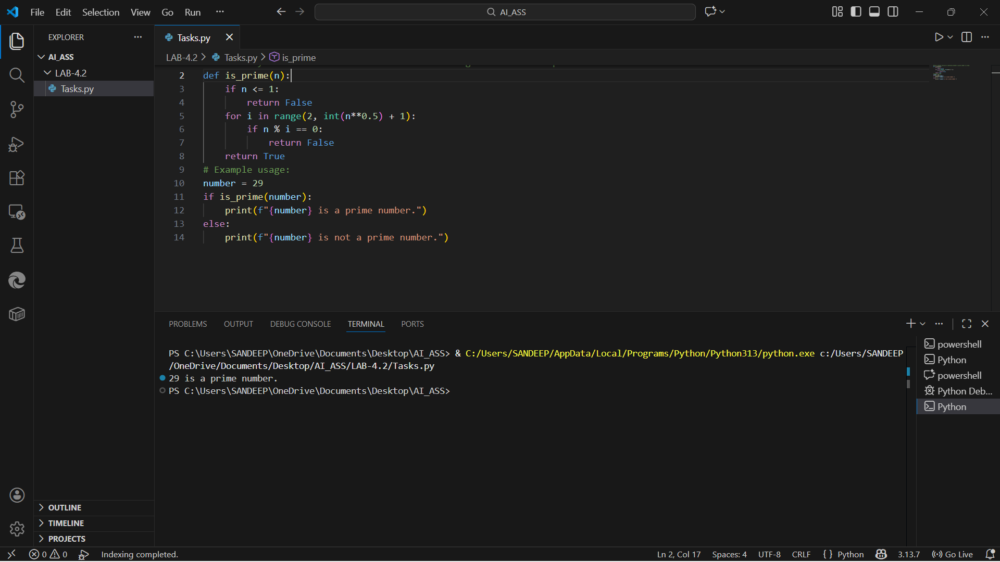 File Edit Selection View Go Run ···
AI_ASS
EXPLORER
AI_ASS
LAB-4.2
Tasks.py
Tasks.py
LAB-4.2 > Tasks.py > is_prime
2 def is_prime(n):
3 if n <= 1:
4 return False
5 for i in range(2, int(n**0.5) + 1):
6 if n % i == 0:
7 return False
8 return True
9 # Example usage:
10 number = 29
11 if is_prime(number):
12 print(f"{number} is a prime number.")
13 else:
14 print(f"{number} is not a prime number.")
PROBLEMS OUTPUT DEBUG CONSOLE TERMINAL PORTS
PS C:\Users\SANDEEP\OneDrive\Documents\Desktop\AI_ASS> & C:/Users/SANDEEP/AppData/Local/Programs/Python/Python313/python.exe c:/Users/SANDEEP
/OneDrive/Documents/Desktop/AI_ASS/LAB-4.2/Tasks.py
29 is a prime number.
PS C:\Users\SANDEEP\OneDrive\Documents\Desktop\AI_ASS>
powershell
Python
powershell
Python Deb...
Python
OUTLINE
TIMELINE
PROJECTS
0 0 Indexing completed.
Ln 2, Col 17 Spaces: 4 UTF-8 CRLF {} Python 3.13.7 Go Live